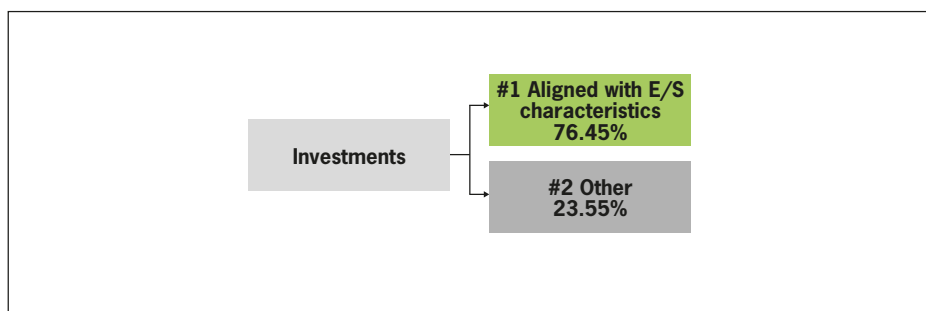 Investments
#1 Aligned with E/S
characteristics
76.45%
#2 Other
23.55%